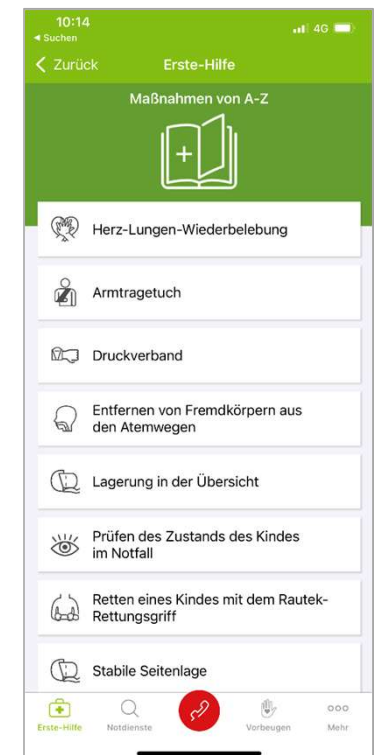 10:14
4G
◀ Suchen
Zurück
Erste-Hilfe
Maßnahmen von A-Z
Herz-Lungen-Wiederbelebung
Armtragetuch
Druckverband
Entfernen von Fremdkörpern aus
den Atemwegen
Lagerung in der Übersicht
Prüfen des Zustands des Kindes
im Notfall
Retten eines Kindes mit dem Rautek-
Rettungsgriff
Stabile Seitenlage
Erste-Hilfe
Notdienste
Vorbeugen
Mehr